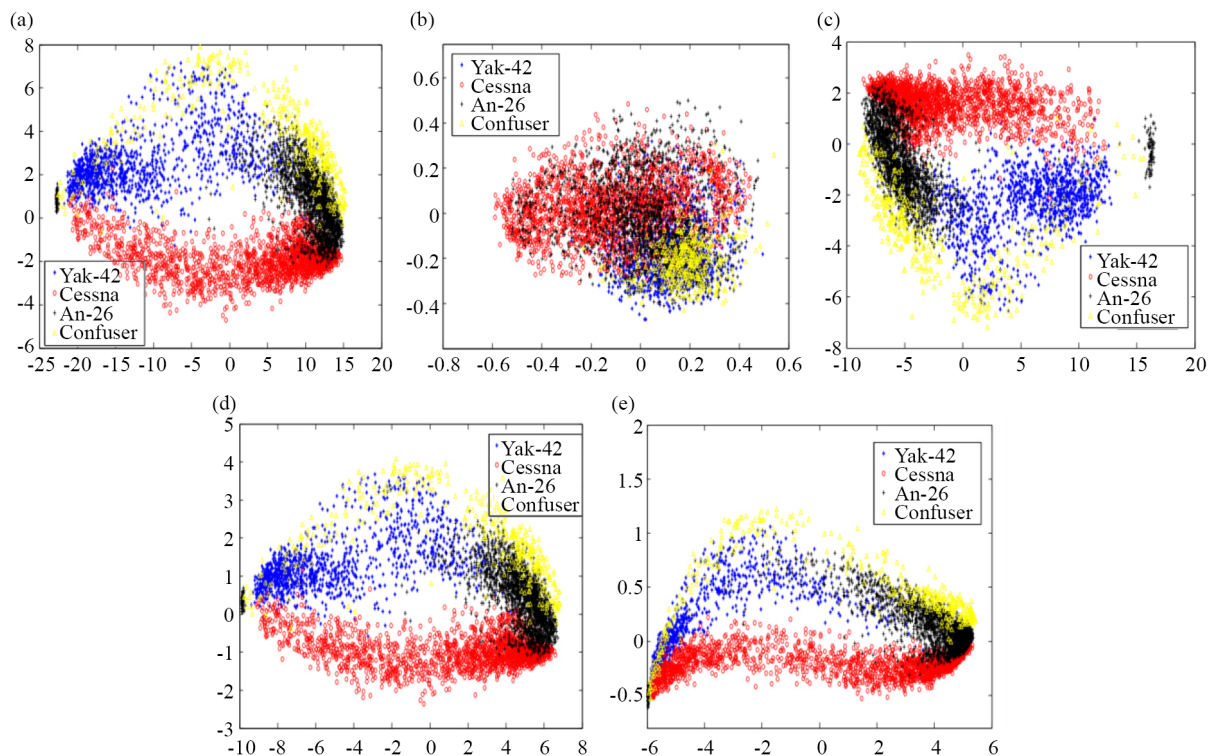 (a)
8
6
4
2
0
-2
-4
-6
Yak-42
Cessna
An-26
Confuser
-25 -20 -15 -10 -5 0 5 10 15 20
(b)
0.6
0.4
0.2
0
-0.2
-0.4
-0.6
Yak-42
Cessna
An-26
Confuser
-0.8 -0.6 -0.4 -0.2 0 0.2 0.4 0.6
(c)
4
2
0
-2
-4
-6
-8
Yak-42
Cessna
An-26
Confuser
-10 -5 0 5 10 15 20
(d)
5
4
3
2
1
0
-1
-2
-3
Yak-42
Cessna
An-26
Confuser
-10 -8 -6 -4 -2 0 2 4 6 8
(e)
2
1.5
1
0.5
0
-0.5
Yak-42
Cessna
An-26
Confuser
-6 -4 -2 0 2 4 6